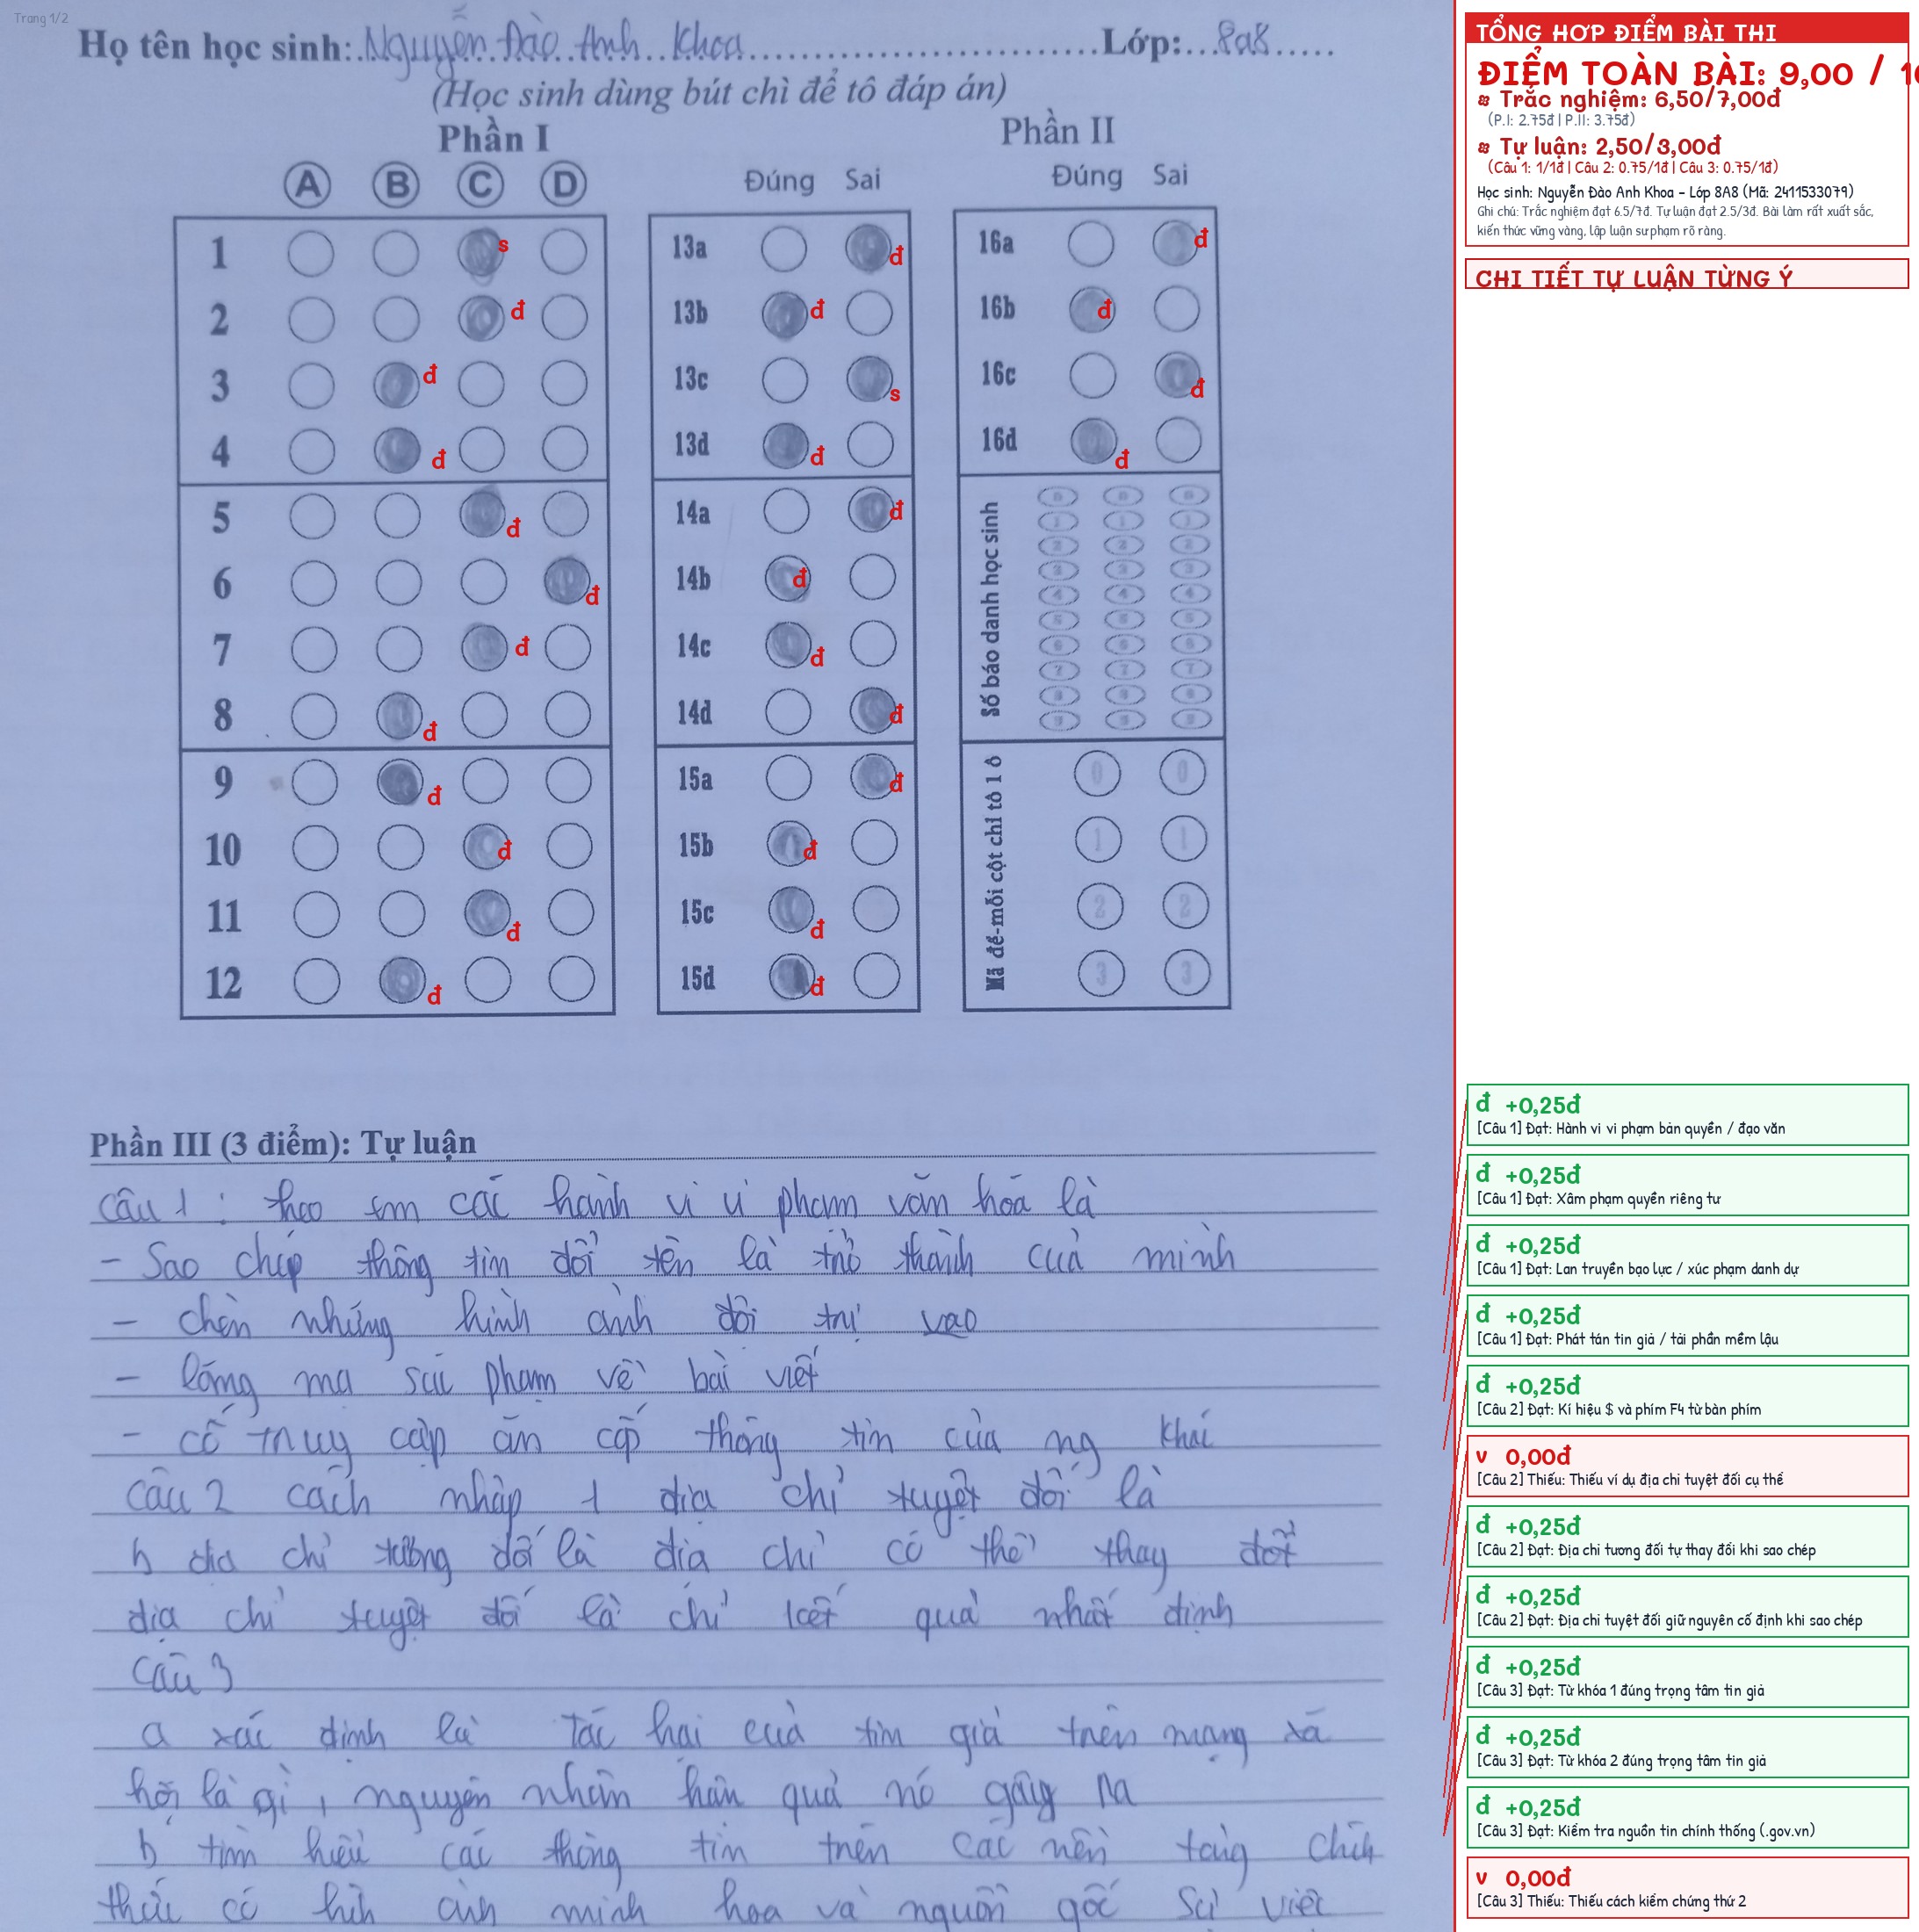 Trang 1/2
Họ tên học sinh: Nguyễn Đào Anh Khoa Lớp: 8a8
(Học sinh dùng bút chì để tô đáp án)
Phần I
A B C D
1 s
2 đ
3 đ
4 đ
5 đ
6 đ
7 đ
8 đ
9 đ
10 đ
11 đ
12 đ
Phần II
Đúng Sai
13a đ
13b đ
13c s
13d đ
14a đ
14b đ
14c đ
14d đ
15a đ
15b đ
15c đ
15d đ
Đúng Sai
16a đ
16b đ
16c đ
16d đ
Số báo danh học sinh
Mã đề-mỗi cột chỉ tô 1 ô
0 0
1 1
2 2
3 3
Phần III (3 điểm): Tự luận
Câu 1 : theo em các hành vi vi phạm văn hóa là
- Sao chép thông tin đổi tên là trở thành của mình
- chèn những hình ảnh đồi trị vao
- lăng mạ phạm về bài viết
- cố truy cập ăn cắp thông tin của ng khác
câu 2 cách nhập 1 địa chỉ tuyệt đối là
b địa chỉ tương đối là địa chỉ có thể thay đổi
địa chỉ tuyệt đối là chỉ kết quả nhất định
Câu 3
a xác định là Tác hại của tin giả trên mạng xã
hội là gì, nguyên nhân hậu quả nó gây ra
b tìm hiểu các thông tin trên các nền tảng chính
thức có hình ảnh minh họa và nguồn gốc sự việc
TỔNG HỢP ĐIỂM BÀI THI
ĐIỂM TOÀN BÀI: 9,00 / 10
Trắc nghiệm: 6,50/7,00đ
(P.I: 2.75đ | P.II: 3.75đ)
Tự luận: 2,50/3,00đ
(Câu 1: 1/1đ | Câu 2: 0.75/1đ | Câu 3: 0.75/1đ)
Học sinh: Nguyễn Đào Anh Khoa - Lớp 8A8 (Mã: 2411533079)
Ghi chú: Trắc nghiệm đạt 6.5/7đ. Tự luận đạt 2.5/3đ. Bài làm rất xuất sắc,
kiến thức vững vàng, lập luận sư phạm rõ ràng.
CHI TIẾT TỰ LUẬN TỪNG Ý
đ +0,25đ
[Câu 1] Đạt: Hành vi vi phạm bản quyền / đạo văn
đ +0,25đ
[Câu 1] Đạt: Xâm phạm quyền riêng tư
đ +0,25đ
[Câu 1] Đạt: Lan truyền bạo lực / xúc phạm danh dự
đ +0,25đ
[Câu 1] Đạt: Phát tán tin giả / tải phần mềm lậu
đ +0,25đ
[Câu 2] Đạt: Kí hiệu $ và phím F4 từ bàn phím
v 0,00đ
[Câu 2] Thiếu: Thiếu ví dụ địa chỉ tuyệt đối cụ thể
đ +0,25đ
[Câu 2] Đạt: Địa chỉ tương đối tự thay đổi khi sao chép
đ +0,25đ
[Câu 2] Đạt: Địa chỉ tuyệt đối giữ nguyên cố định khi sao chép
đ +0,25đ
[Câu 3] Đạt: Từ khóa 1 đúng trọng tâm tin giả
đ +0,25đ
[Câu 3] Đạt: Từ khóa 2 đúng trọng tâm tin giả
đ +0,25đ
[Câu 3] Đạt: Kiểm tra nguồn tin chính thống (.gov.vn)
v 0,00đ
[Câu 3] Thiếu: Thiếu cách kiểm chứng thứ 2